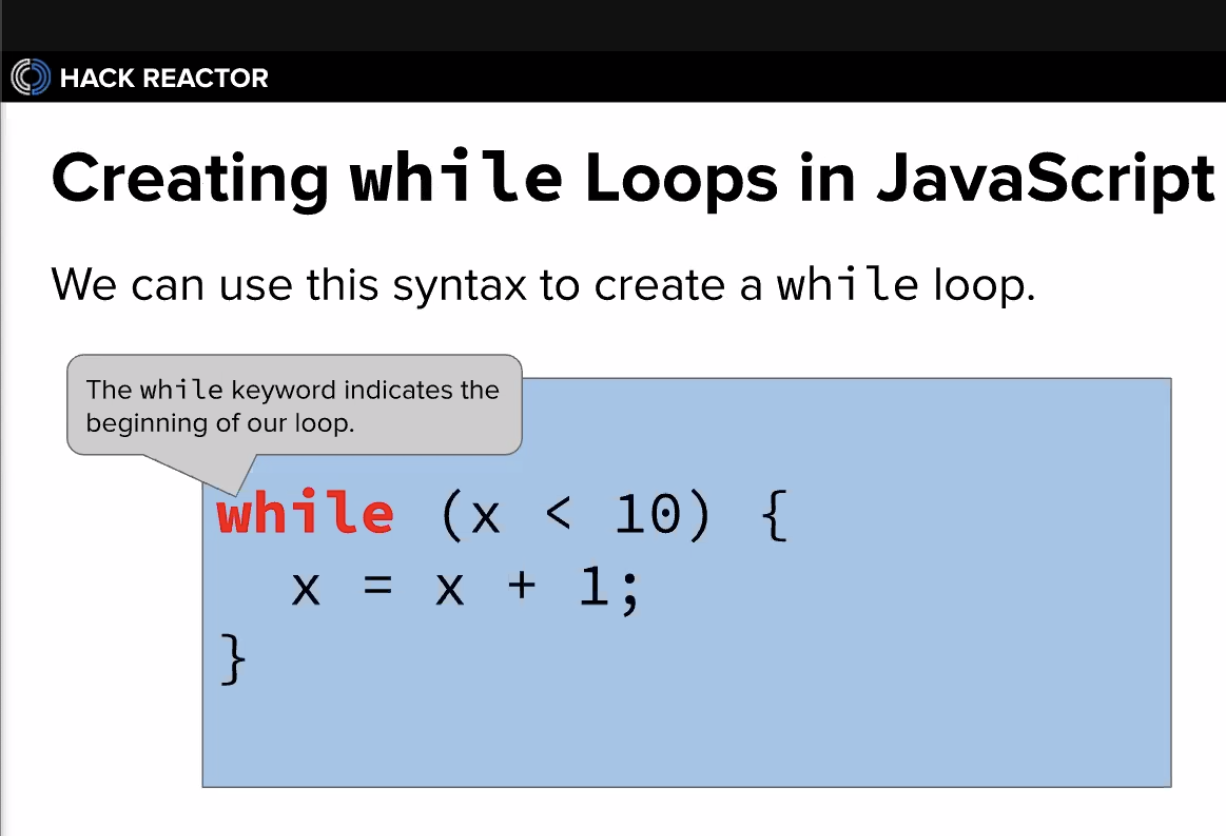 HACK REACTOR
Creating while Loops in JavaScript
We can use this syntax to create a while loop.
The while keyword indicates the
beginning of our loop.
while (x < 10) {
  x = x + 1;
}